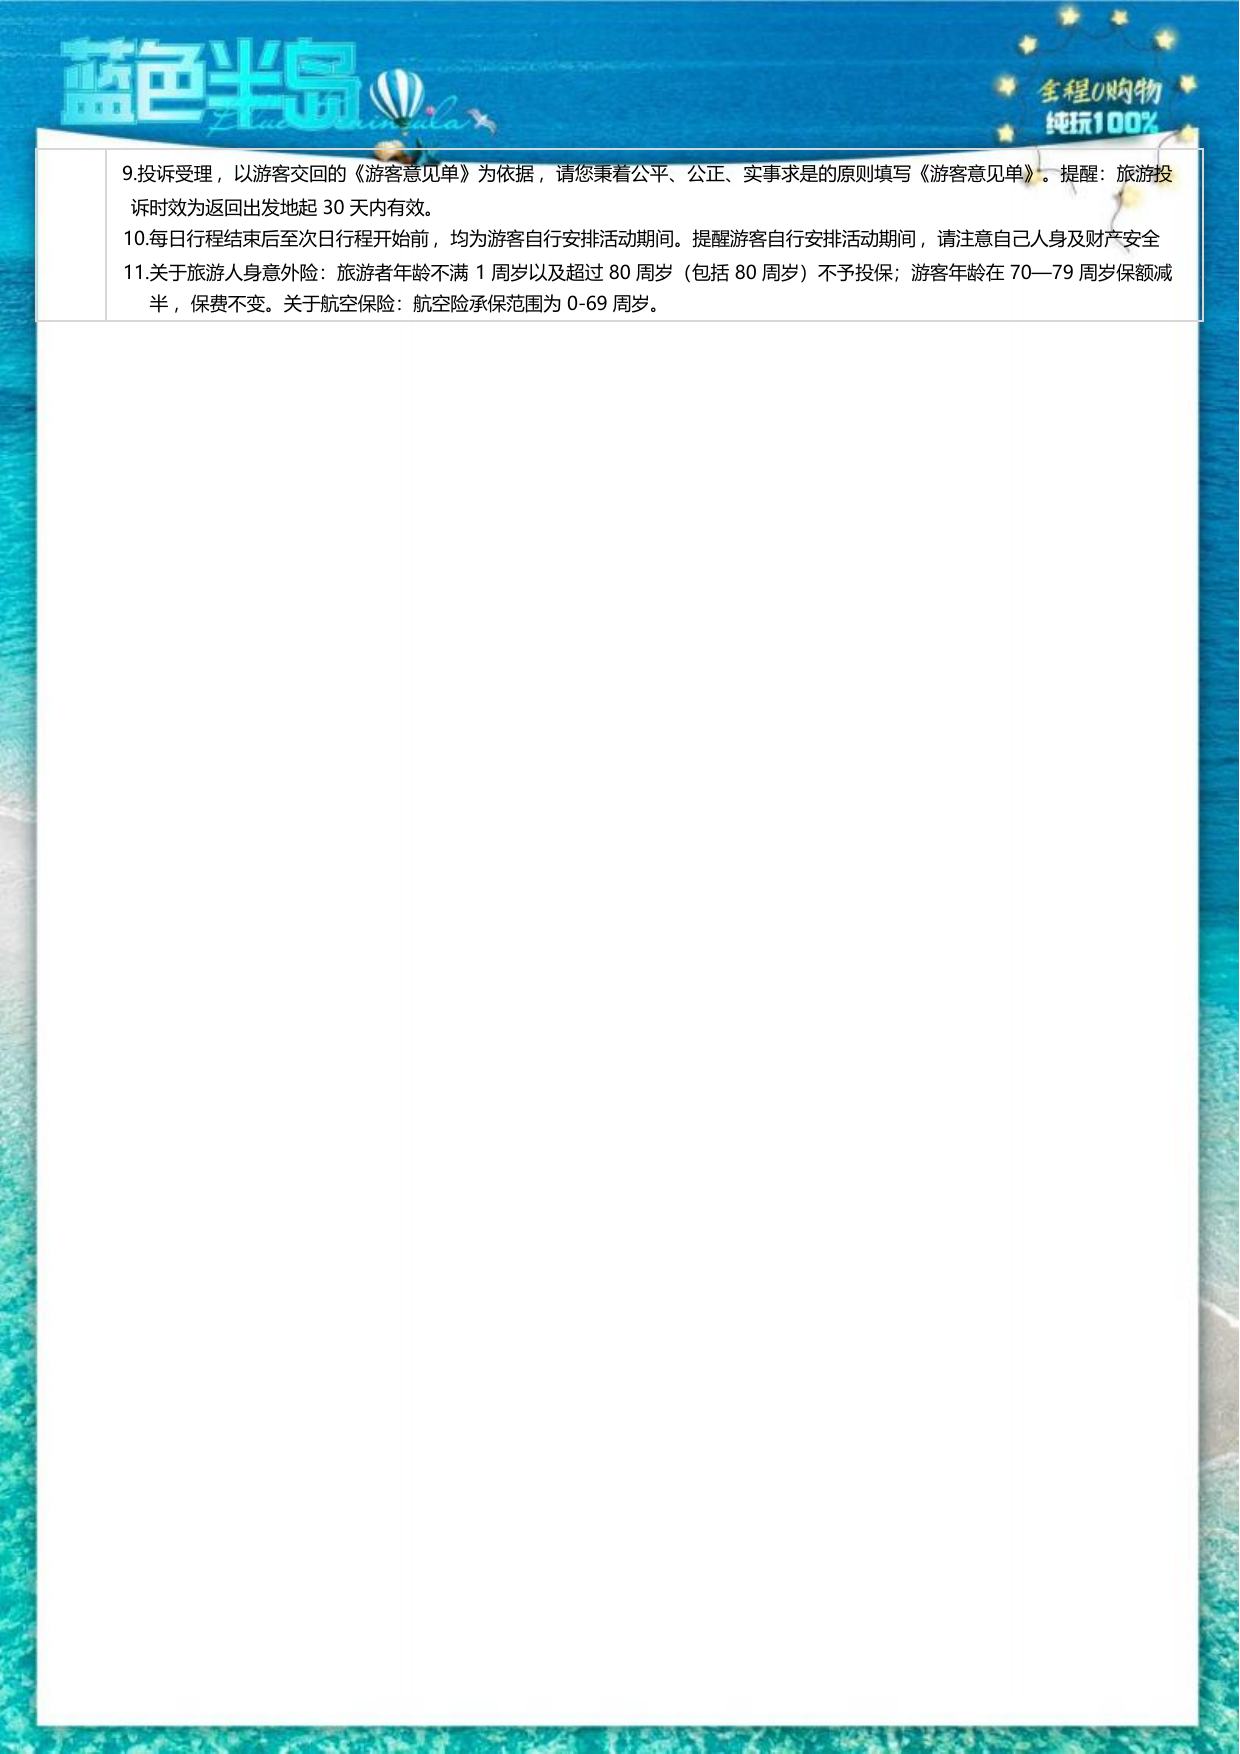 蓝色半岛
全程0购物
纯玩100%
9.投诉受理，以游客交回的《游客意见单》为依据，请您秉着公平、公正、实事求是的原则填写《游客意见单》。提醒：旅游投
诉时效为返回出发地起 30 天内有效。
10.每日行程结束后至次日行程开始前，均为游客自行安排活动期间。提醒游客自行安排活动期间，请注意自己人身及财产安全
11.关于旅游人身意外险：旅游者年龄不满 1 周岁以及超过 80 周岁（包括 80 周岁）不予投保；游客年龄在 70—79 周岁保额减
半，保费不变。关于航空保险：航空险承保范围为 0-69 周岁。